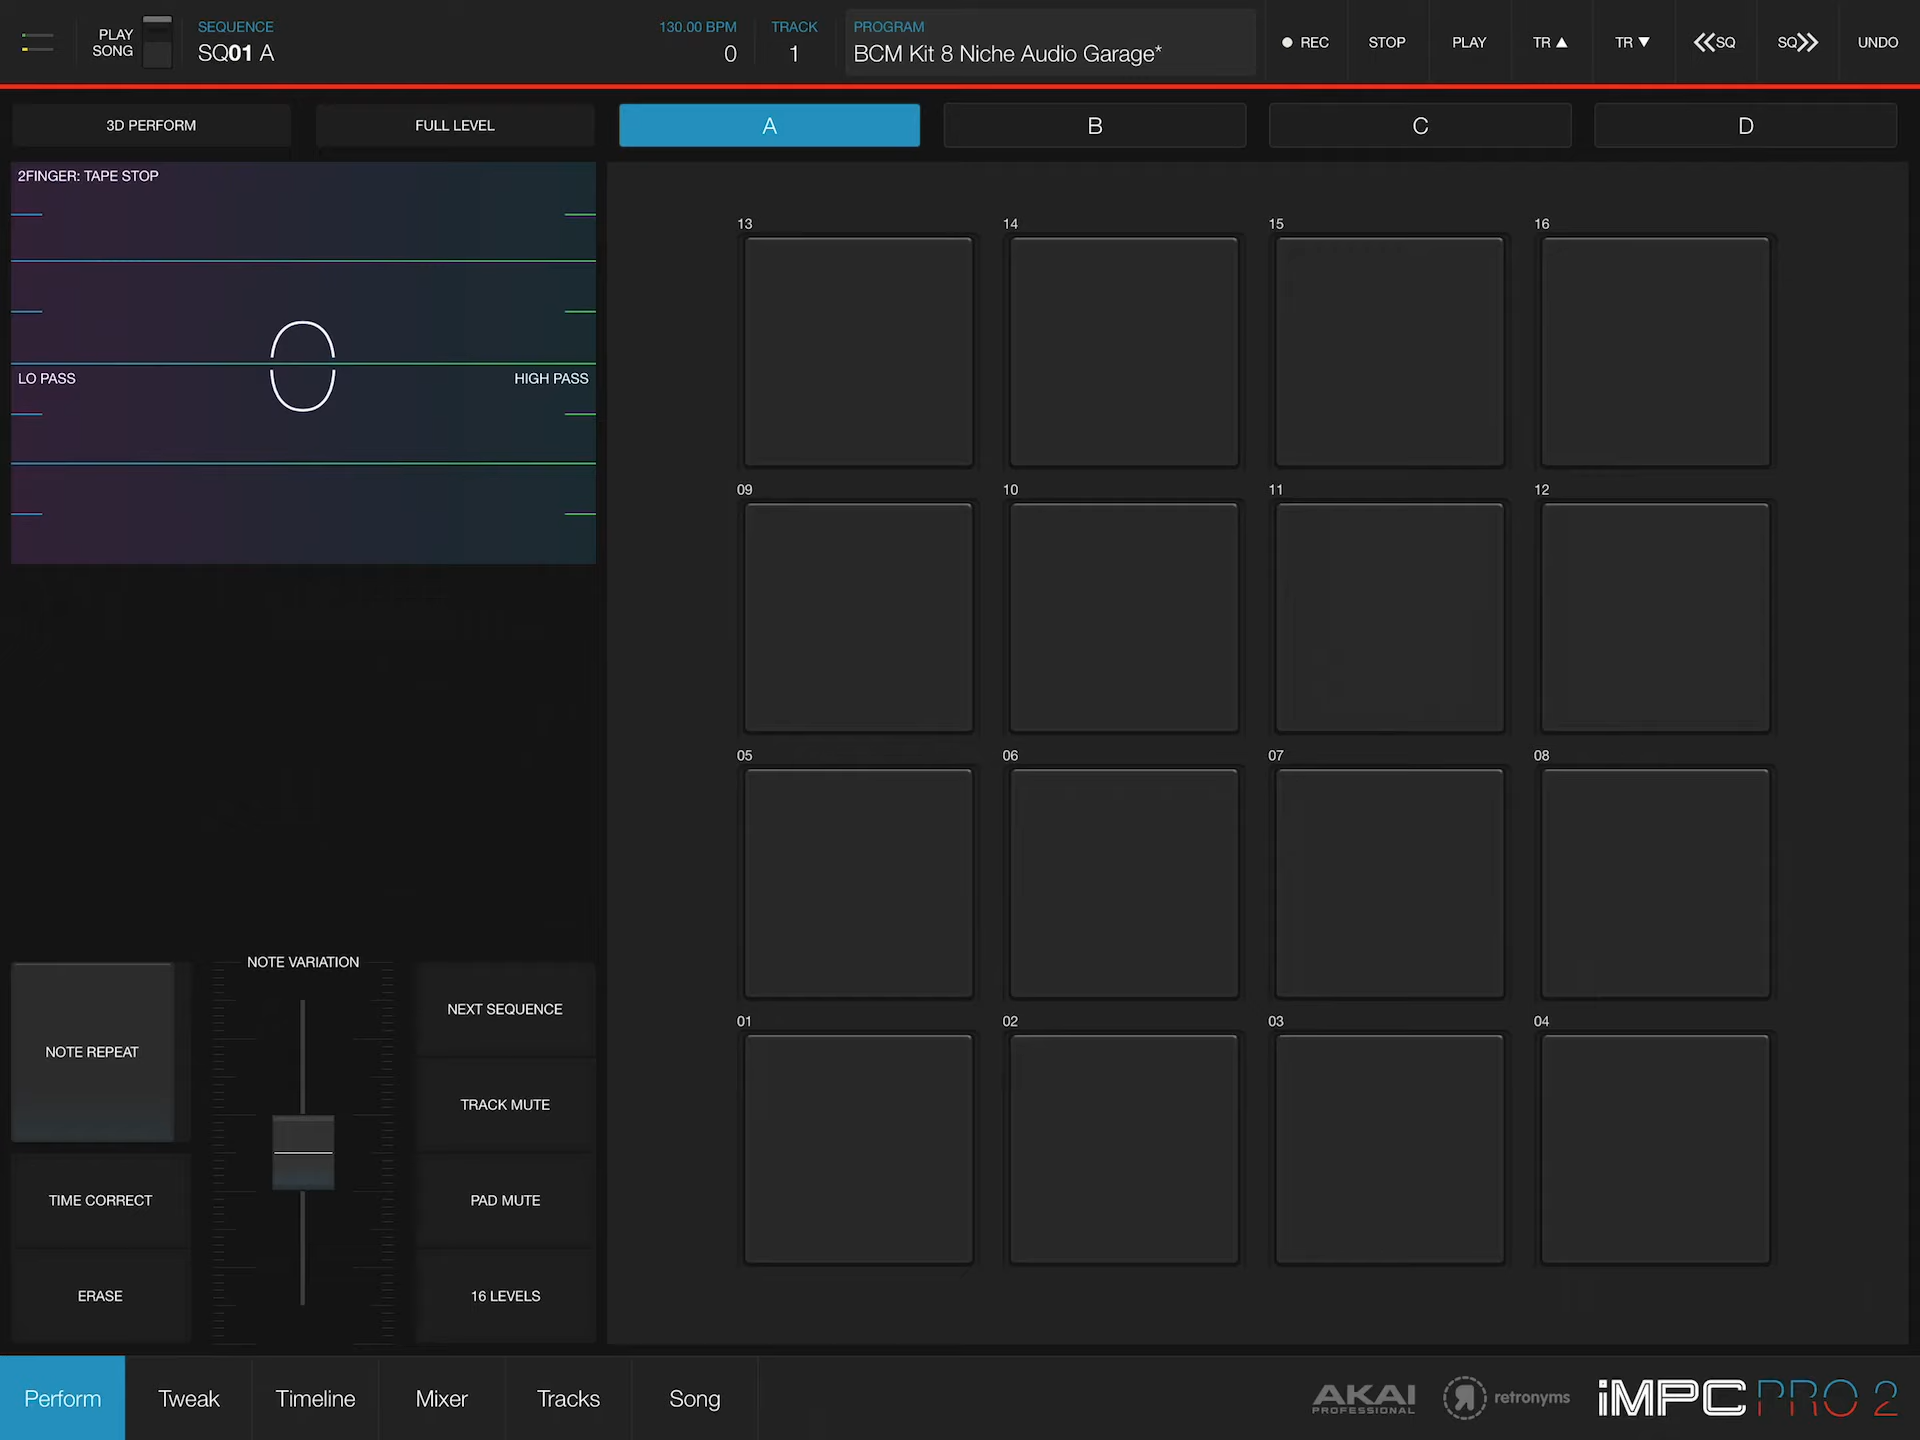 PLAY
SONG
SEQUENCE
SQ01 A
130.00 BPM
0
TRACK
1
PROGRAM
BCM Kit 8 Niche Audio Garage*
REC
STOP
PLAY
TR ▲
TR ▼
SQ
SQ
UNDO
3D PERFORM
FULL LEVEL
A
B
C
D
2FINGER: TAPE STOP
LO PASS
HIGH PASS
13
14
15
16
09
10
11
12
05
06
07
08
01
02
03
04
NOTE REPEAT
TIME CORRECT
ERASE
NOTE VARIATION
NEXT SEQUENCE
TRACK MUTE
PAD MUTE
16 LEVELS
Perform
Tweak
Timeline
Mixer
Tracks
Song
AKAI
PROFESSIONAL
retronyms
iMPC PRO 2